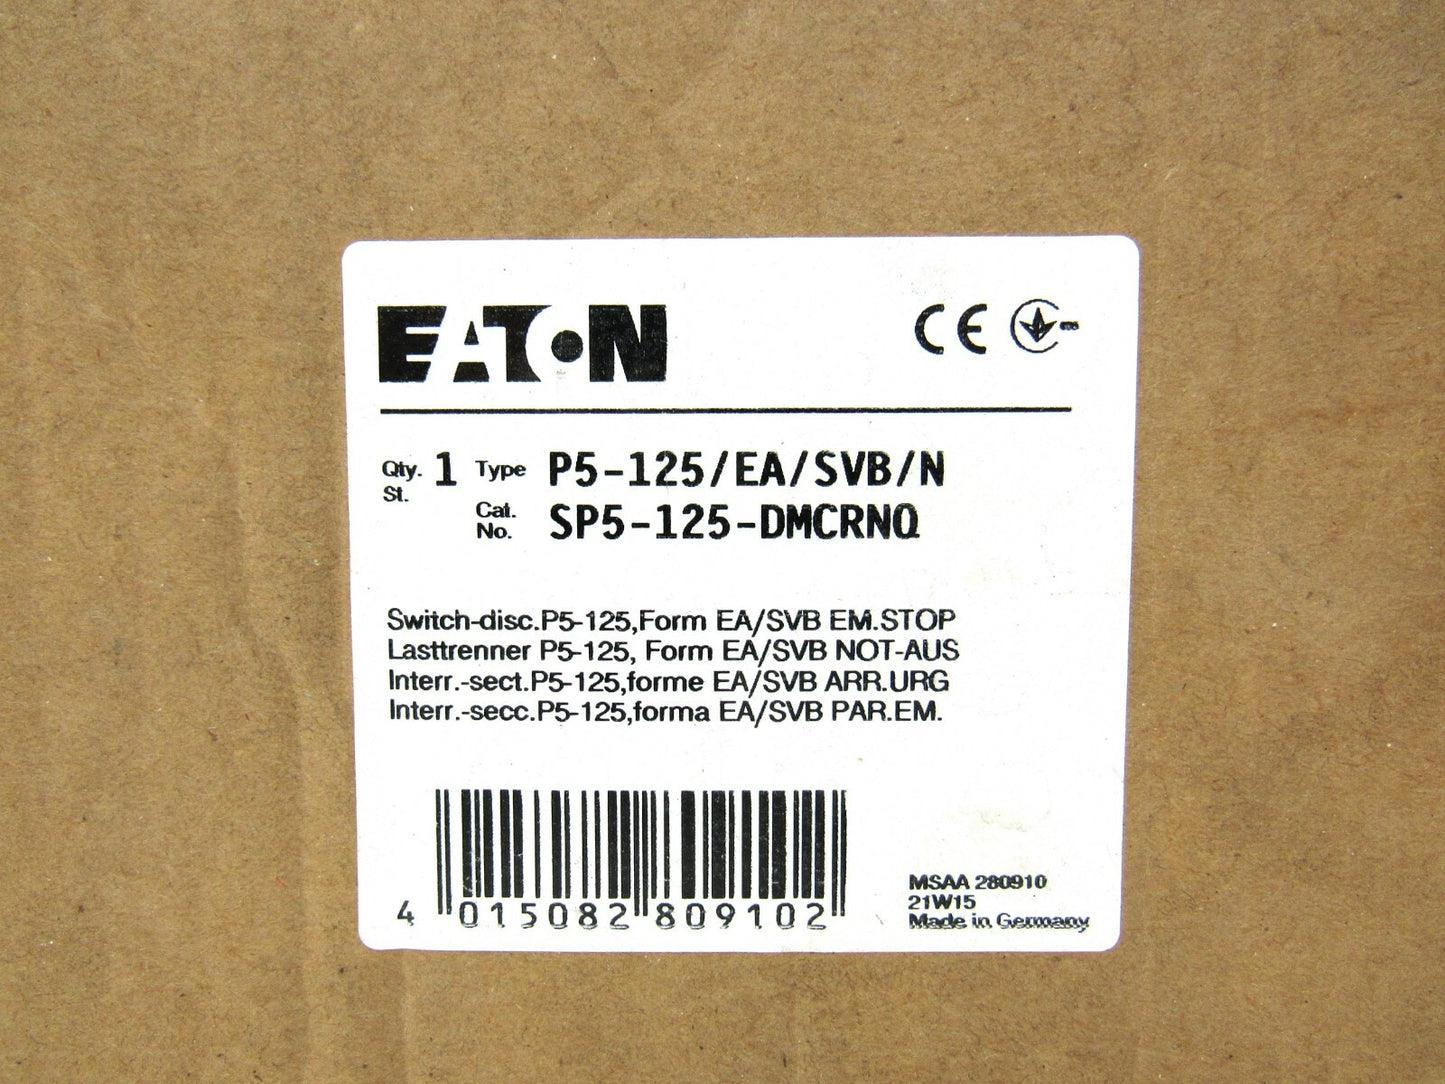 EATON
CE
Qty. 1 Type P5-125/EA/SVB/N
St.
Cat. No. SP5-125-DMCRNQ
Switch-disc.P5-125,Form EA/SVB EM.STOP
Lasttrenner P5-125, Form EA/SVB NOT-AUS
Interr.-sect.P5-125,forme EA/SVB ARR.URG
Interr.-secc.P5-125,forma EA/SVB PAR.EM.
4 015082 809102
MSAA 280910
21W15
Made in Germany